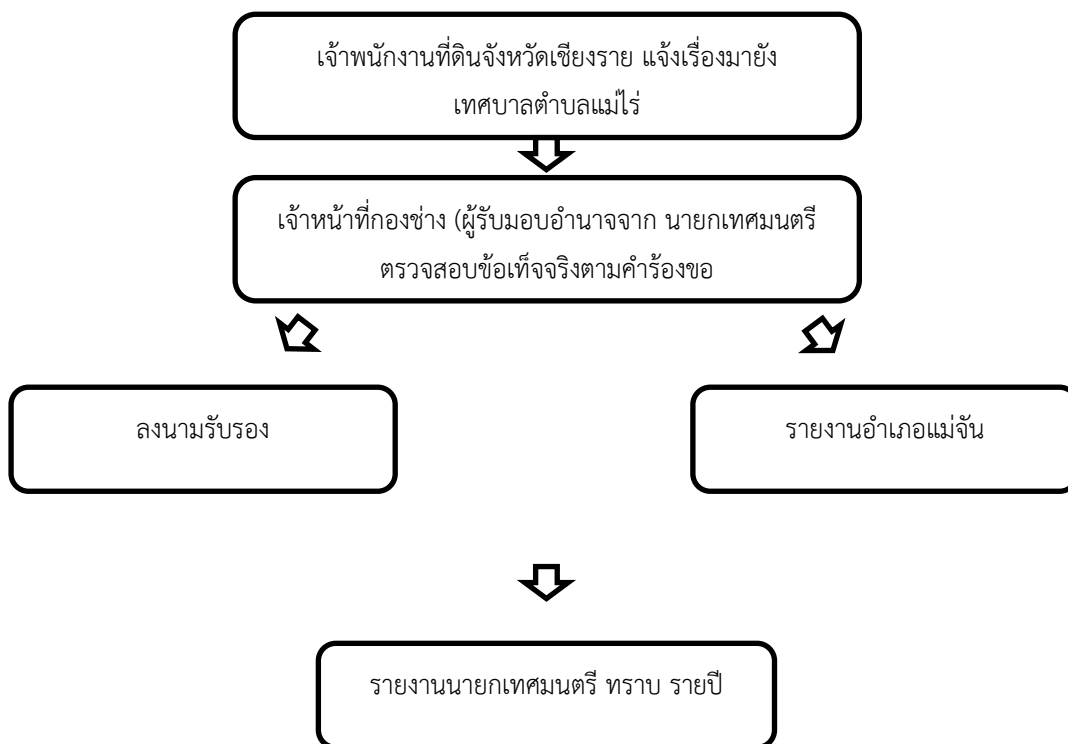 เจ้าพนักงานที่ดินจังหวัดเชียงราย แจ้งเรื่องมายัง
เทศบาลตำบลแม่ไร่
เจ้าหน้าที่กองช่าง (ผู้รับมอบอำนาจจาก นายกเทศมนตรี
ตรวจสอบข้อเท็จจริงตามคำร้องขอ
ลงนามรับรอง
รายงานอำเภอแม่จัน
รายงานนายกเทศมนตรี ทราบ รายปี